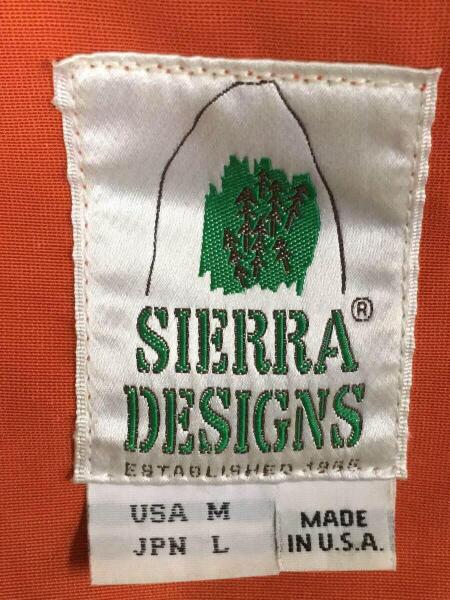 SIERRA®
DESIGNS
ESTABLISHED 1965
USA M
JPN L
MADE
IN U.S.A.